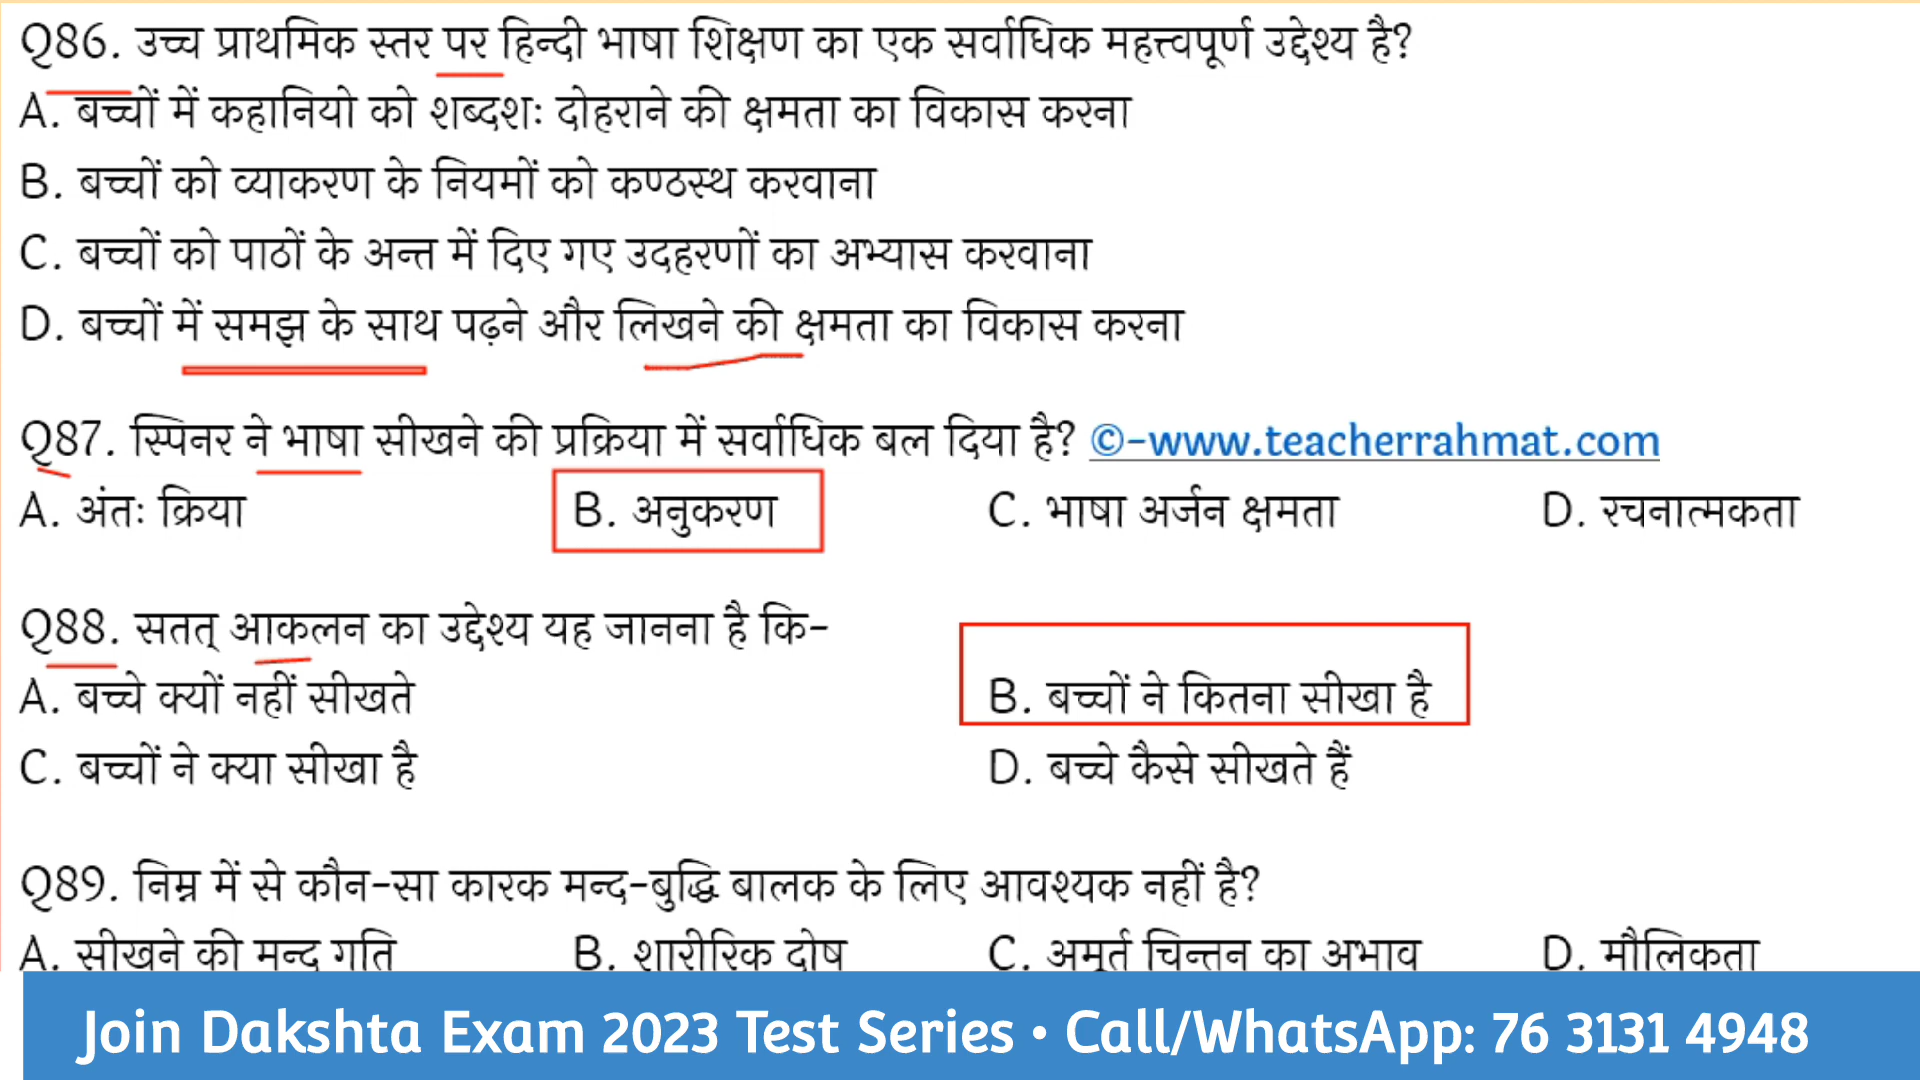 Q86. उच्च प्राथमिक स्तर पर हिन्दी भाषा शिक्षण का एक सर्वाधिक महत्त्वपूर्ण उद्देश्य है?
A. बच्चों में कहानियो को शब्दशः दोहराने की क्षमता का विकास करना
B. बच्चों को व्याकरण के नियमों को कण्ठस्थ करवाना
C. बच्चों को पाठों के अन्त में दिए गए उदहरणों का अभ्यास करवाना
D. बच्चों में समझ के साथ पढ़ने और लिखने की क्षमता का विकास करना
Q87. स्पिनर ने भाषा सीखने की प्रक्रिया में सर्वाधिक बल दिया है? ©-www.teacherrahmat.com
A. अंतः क्रिया B. अनुकरण C. भाषा अर्जन क्षमता D. रचनात्मकता
Q88. सतत् आकलन का उद्देश्य यह जानना है कि-
A. बच्चे क्यों नहीं सीखते B. बच्चों ने कितना सीखा है
C. बच्चों ने क्या सीखा है D. बच्चे कैसे सीखते हैं
Q89. निम्न में से कौन-सा कारक मन्द-बुद्धि बालक के लिए आवश्यक नहीं है?
A. सीखने की मन्द गति B. शारीरिक दोष C. अमूर्त चिन्तन का अभाव D. मौलिकता
Join Dakshta Exam 2023 Test Series • Call/WhatsApp: 76 3131 4948